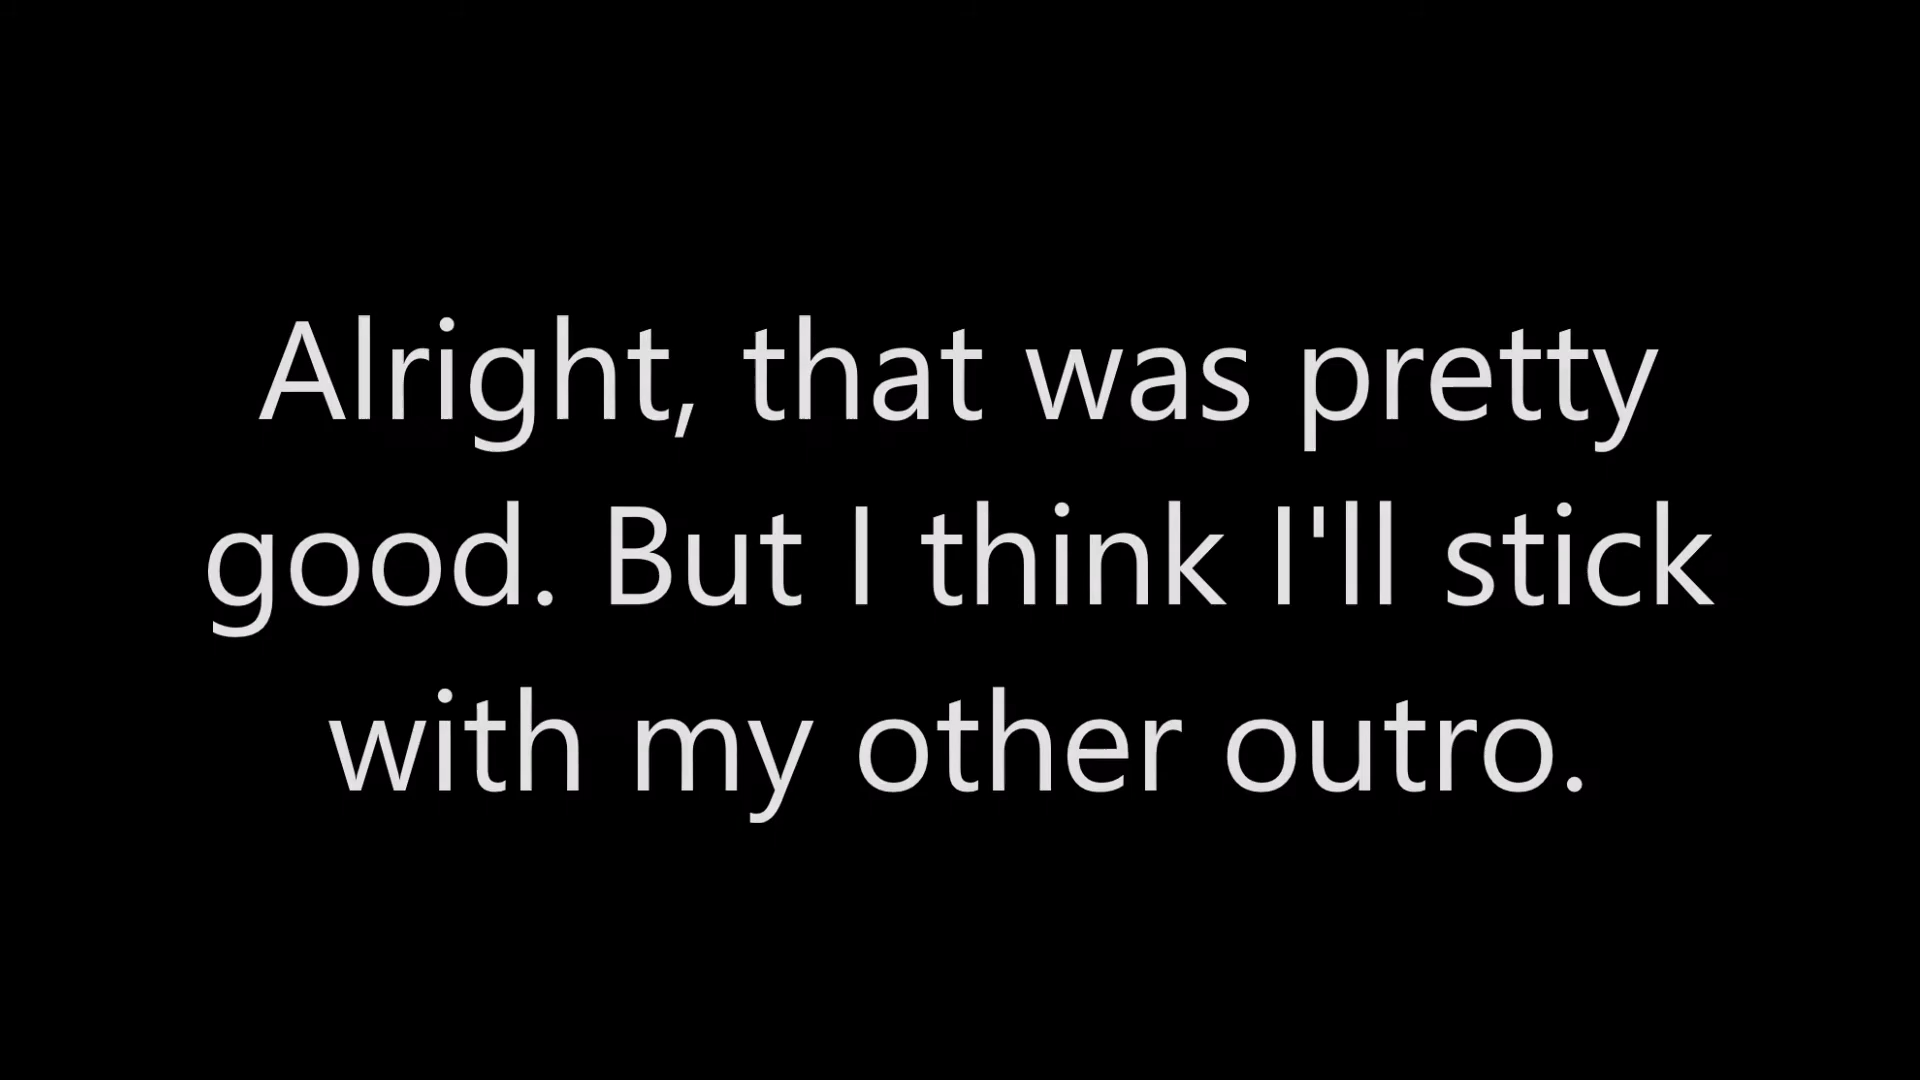 Alright, that was pretty
good. But I think I'll stick
with my other outro.